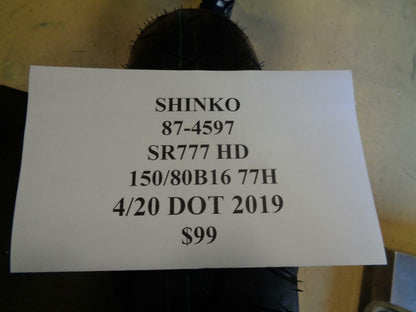 SHINKO
87-4597
SR777 HD
150/80B16 77H
4/20 DOT 2019
$99